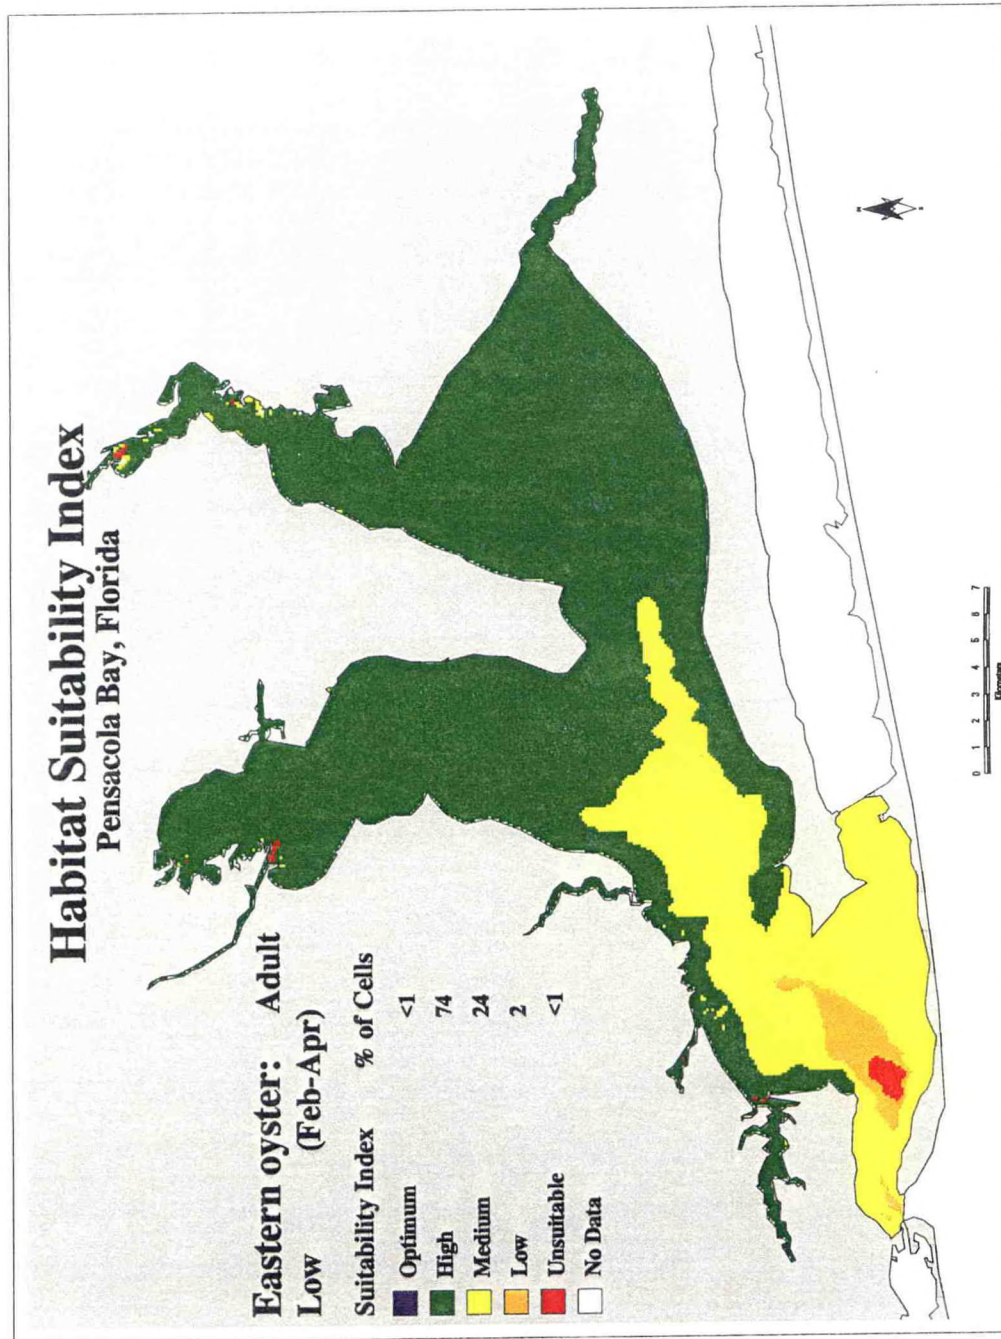 Habitat Suitability Index
Pensacola Bay, Florida
Eastern oyster: Adult
Low (Feb-Apr)
Suitability Index % of Cells
Optimum <1
High 74
Medium 24
Low 2
Unsuitable <1
No Data
0 1 2 3 4 5 6 7
Kilometers